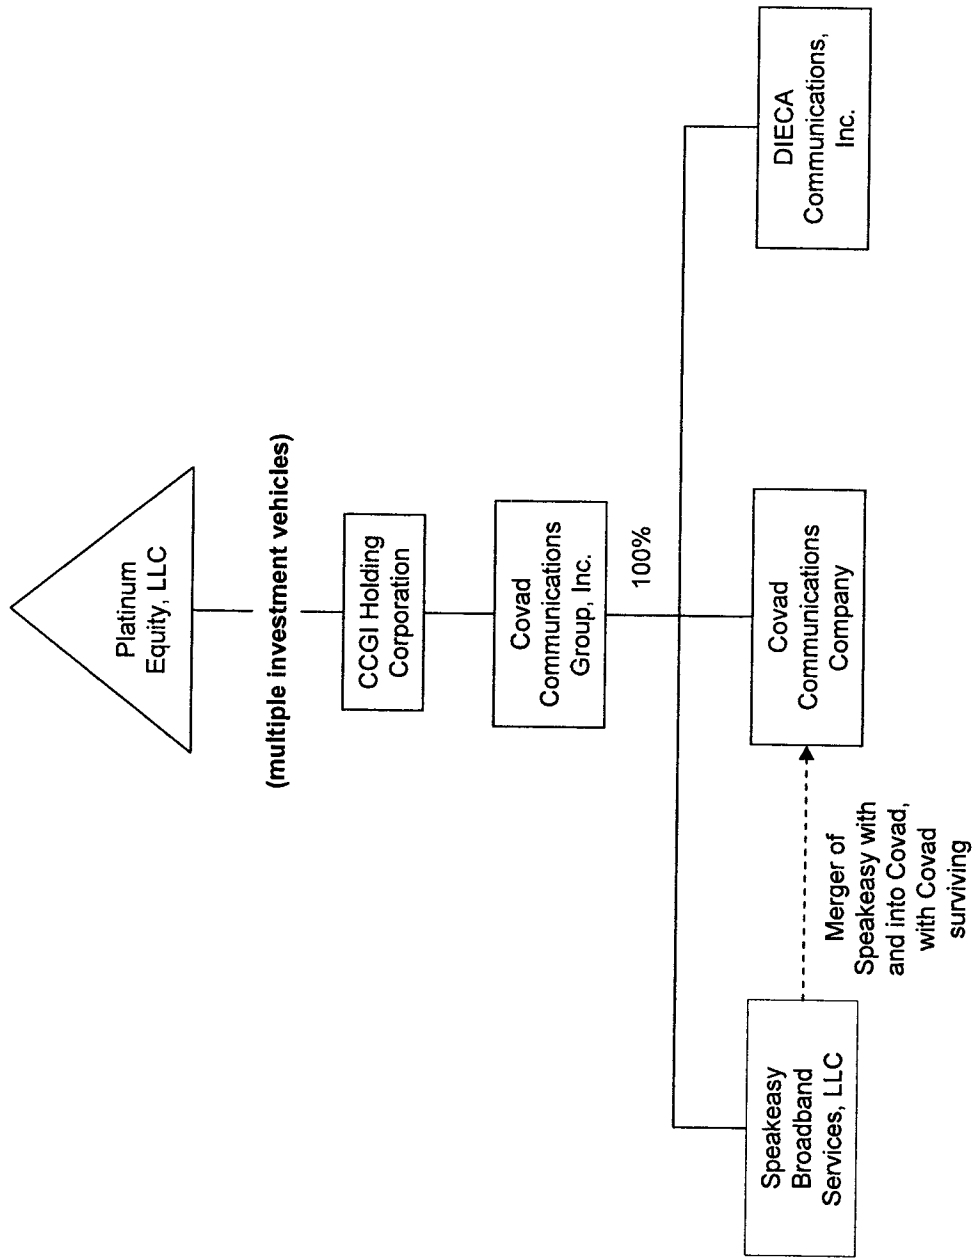 Platinum
Equity, LLC
(multiple investment vehicles)
CCGI Holding
Corporation
Covad
Communications
Group, Inc.
100%
Speakeasy
Broadband
Services, LLC
Merger of
Speakeasy with
and into Covad,
with Covad
surviving
Covad
Communications
Company
DIECA
Communications,
Inc.